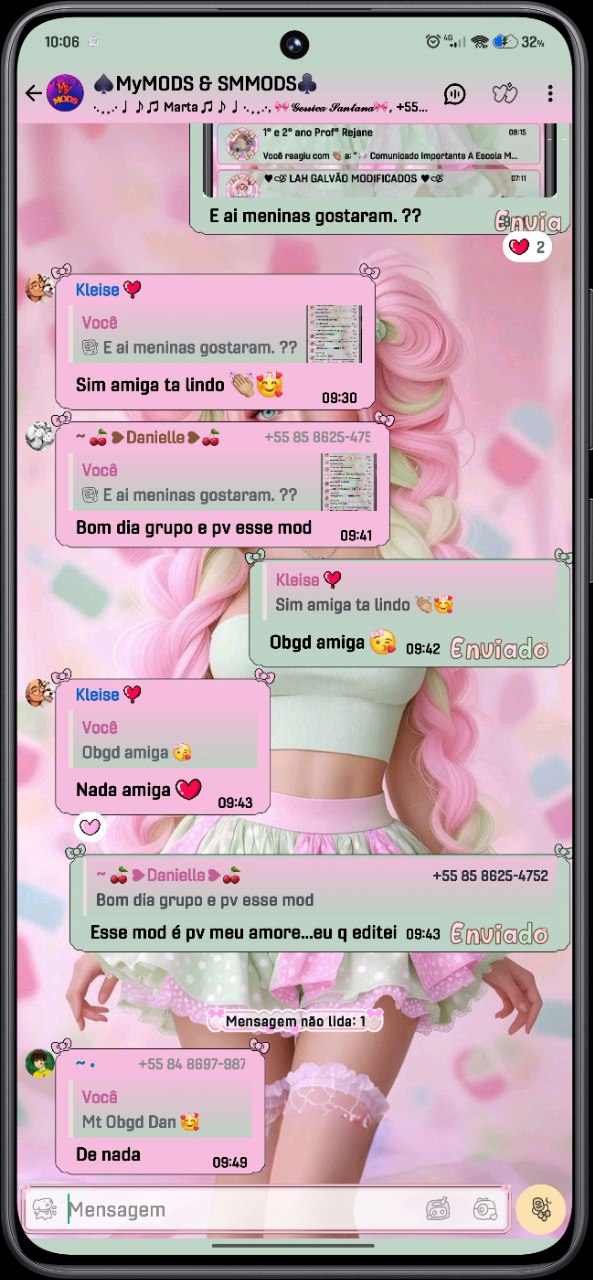 10:06 4G 32%
♠MyMODS & SMMODS♣
Marta 🎀𝒢ℯ𝓈𝓈𝒾𝒸𝒶 𝒮𝒶𝓃𝓉𝒶𝓃𝒶🎀, +55...
MY MODS
1° e 2° ano Profª Rejane 08:15
Você reagiu com 👏🏼 a: "Comunicado Importante A Escola M...
♥ LAH GALVÃO MODIFICADOS ♥ 07:11
E ai meninas gostaram. ??
❤️ 2
Kleise
Você
E ai meninas gostaram. ??
Sim amiga ta lindo 👏🏼🥰
09:30
~ 🍒❥Danielle❥🍒 +55 85 8625-475
Você
E ai meninas gostaram. ??
Bom dia grupo e pv esse mod
09:41
Kleise
Sim amiga ta lindo 👏🏼🥰
Obgd amiga 😘 09:42 Enviado
Kleise
Você
Obgd amiga 😘
Nada amiga ❤️
09:43
~ 🍒❥Danielle❥🍒 +55 85 8625-4752
Bom dia grupo e pv esse mod
Esse mod é pv meu amore...eu q editei 09:43 Enviado
Mensagem não lida: 1
~ • +55 84 8697-987
Você
Mt Obgd Dan 🥰
De nada
09:49
Mensagem